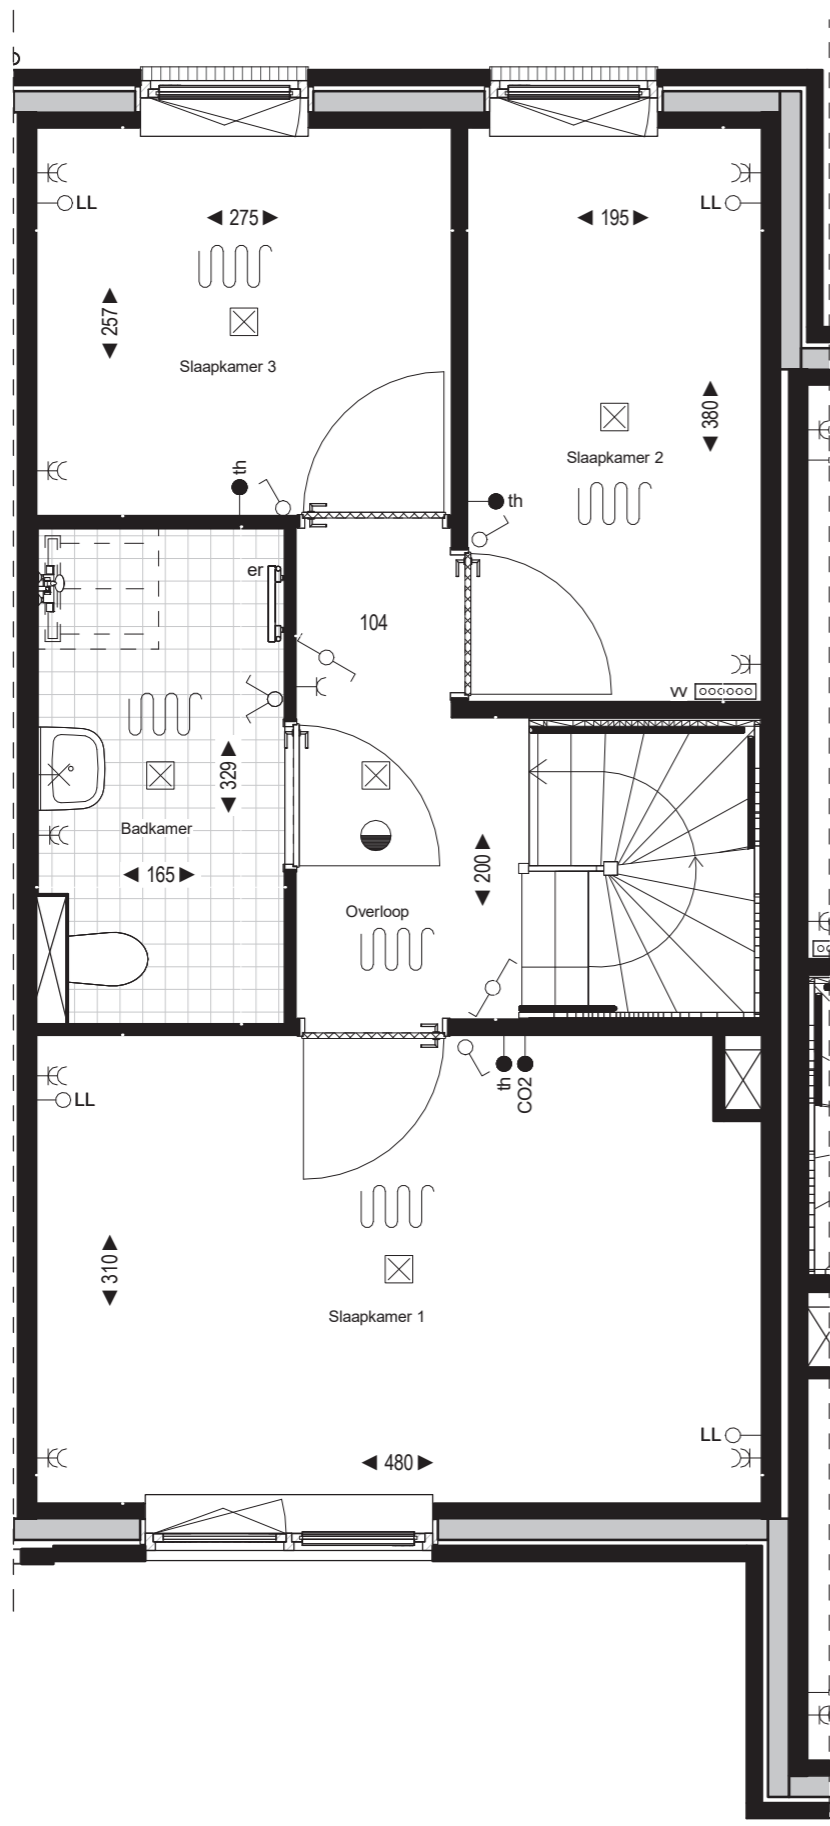 LL
LL
275
195
257
Slaapkamer 3
380
Slaapkamer 2
th
th
er
104
vv
329
Badkamer
165
200
Overloop
LL
th
CO2
310
Slaapkamer 1
LL
480